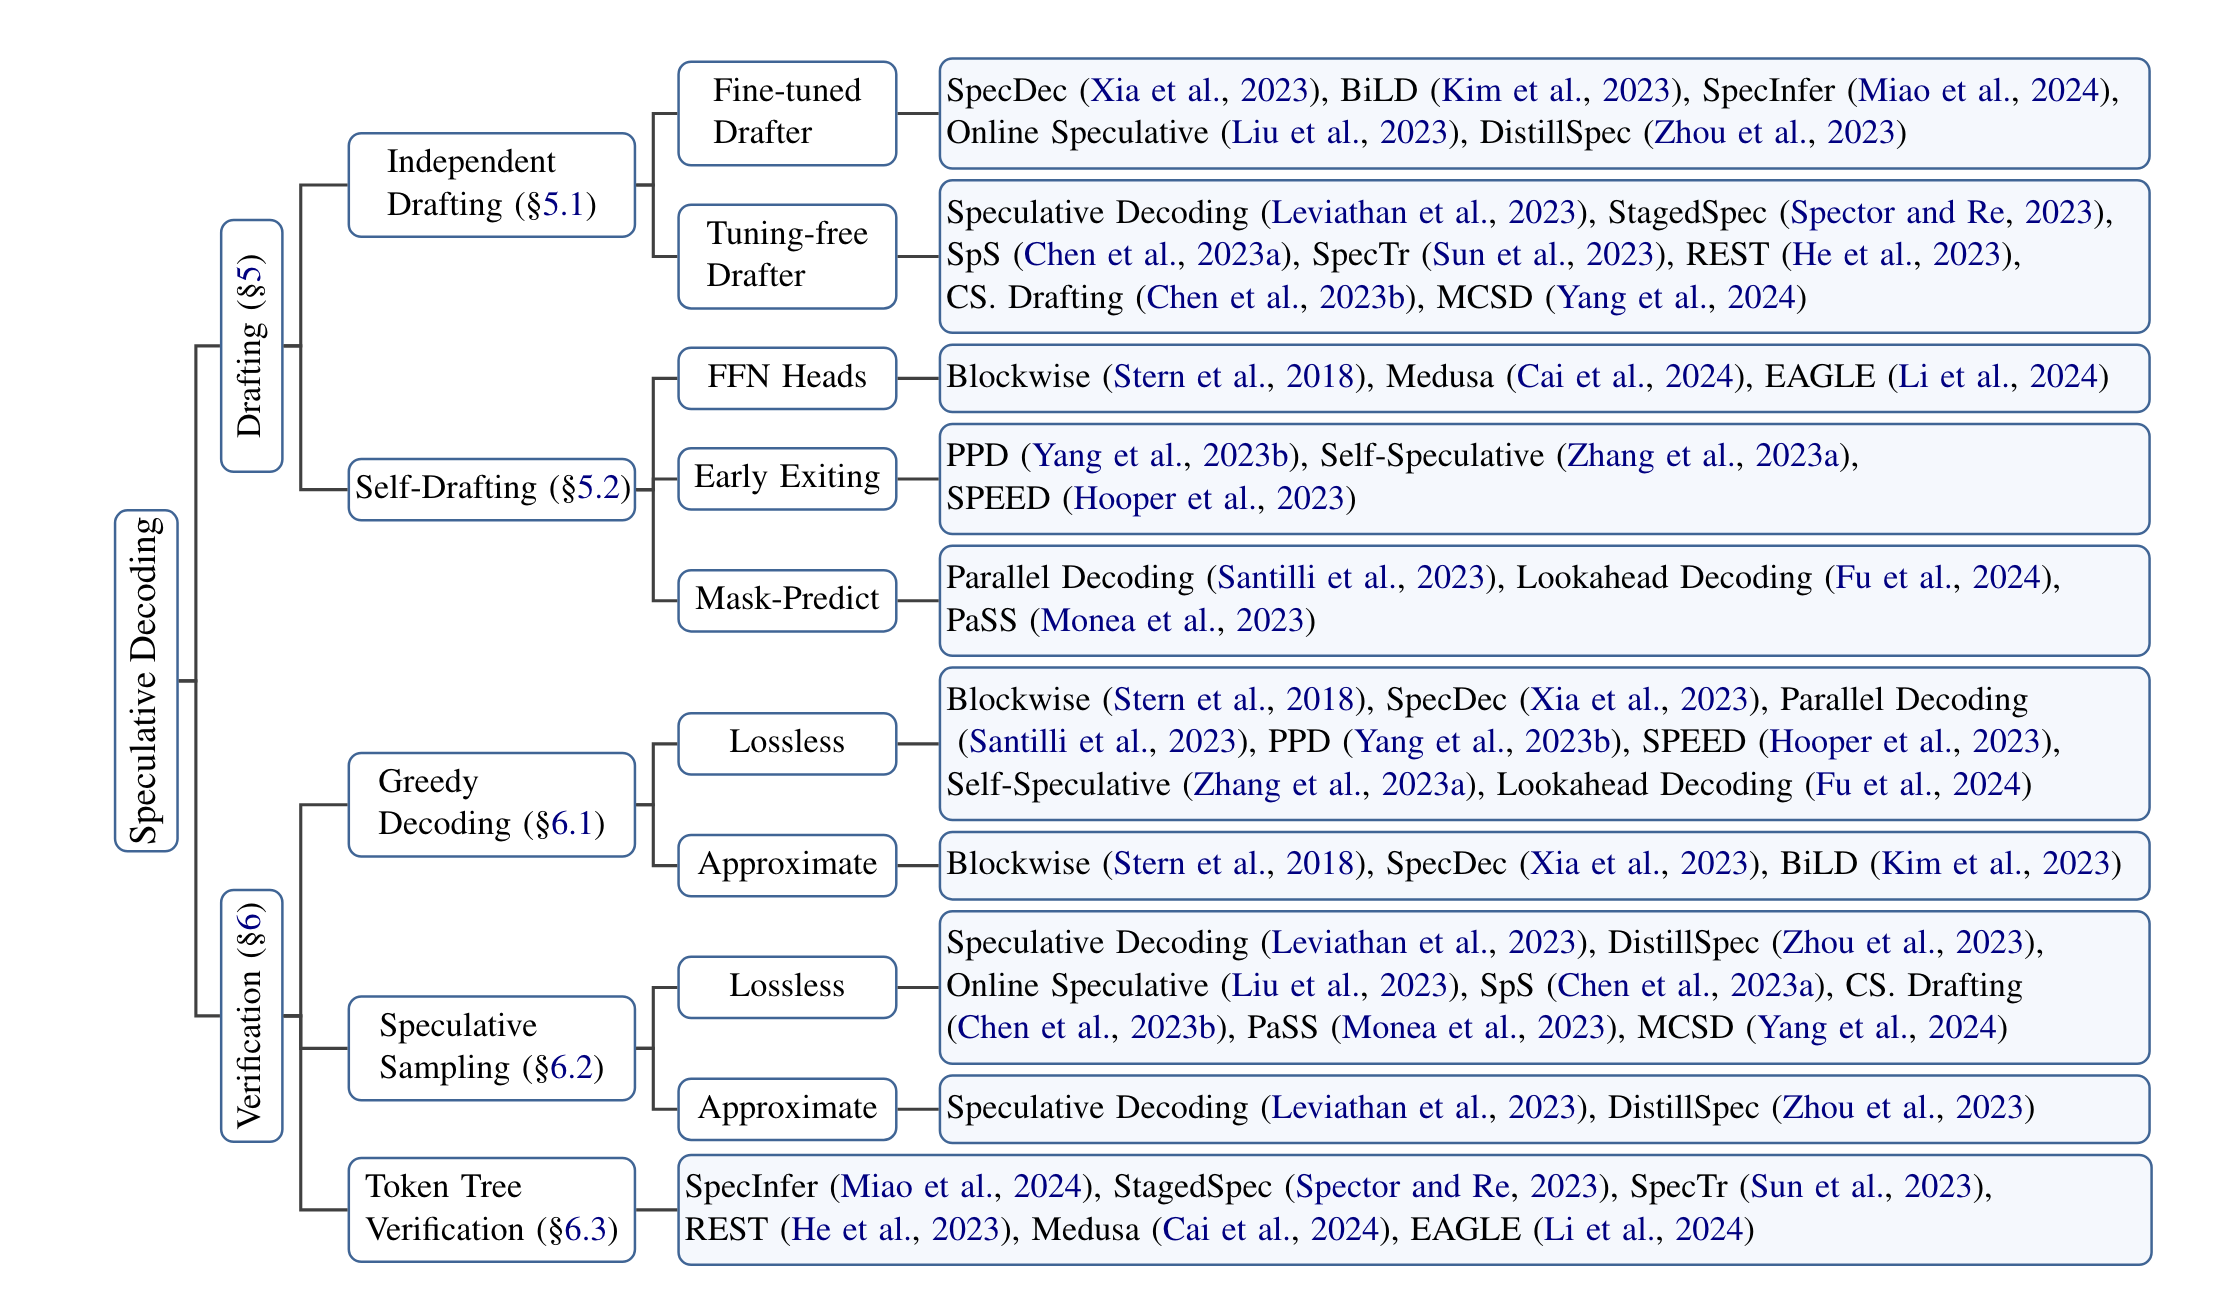 Speculative Decoding
Drafting (§5)
Independent
Drafting (§5.1)
Fine-tuned
Drafter
SpecDec (Xia et al., 2023), BiLD (Kim et al., 2023), SpecInfer (Miao et al., 2024),
Online Speculative (Liu et al., 2023), DistillSpec (Zhou et al., 2023)
Tuning-free
Drafter
Speculative Decoding (Leviathan et al., 2023), StagedSpec (Spector and Re, 2023),
SpS (Chen et al., 2023a), SpecTr (Sun et al., 2023), REST (He et al., 2023),
CS. Drafting (Chen et al., 2023b), MCSD (Yang et al., 2024)
Self-Drafting (§5.2)
FFN Heads
Blockwise (Stern et al., 2018), Medusa (Cai et al., 2024), EAGLE (Li et al., 2024)
Early Exiting
PPD (Yang et al., 2023b), Self-Speculative (Zhang et al., 2023a),
SPEED (Hooper et al., 2023)
Mask-Predict
Parallel Decoding (Santilli et al., 2023), Lookahead Decoding (Fu et al., 2024),
PaSS (Monea et al., 2023)
Verification (§6)
Greedy
Decoding (§6.1)
Lossless
Blockwise (Stern et al., 2018), SpecDec (Xia et al., 2023), Parallel Decoding
(Santilli et al., 2023), PPD (Yang et al., 2023b), SPEED (Hooper et al., 2023),
Self-Speculative (Zhang et al., 2023a), Lookahead Decoding (Fu et al., 2024)
Approximate
Blockwise (Stern et al., 2018), SpecDec (Xia et al., 2023), BiLD (Kim et al., 2023)
Speculative
Sampling (§6.2)
Lossless
Speculative Decoding (Leviathan et al., 2023), DistillSpec (Zhou et al., 2023),
Online Speculative (Liu et al., 2023), SpS (Chen et al., 2023a), CS. Drafting
(Chen et al., 2023b), PaSS (Monea et al., 2023), MCSD (Yang et al., 2024)
Approximate
Speculative Decoding (Leviathan et al., 2023), DistillSpec (Zhou et al., 2023)
Token Tree
Verification (§6.3)
SpecInfer (Miao et al., 2024), StagedSpec (Spector and Re, 2023), SpecTr (Sun et al., 2023),
REST (He et al., 2023), Medusa (Cai et al., 2024), EAGLE (Li et al., 2024)